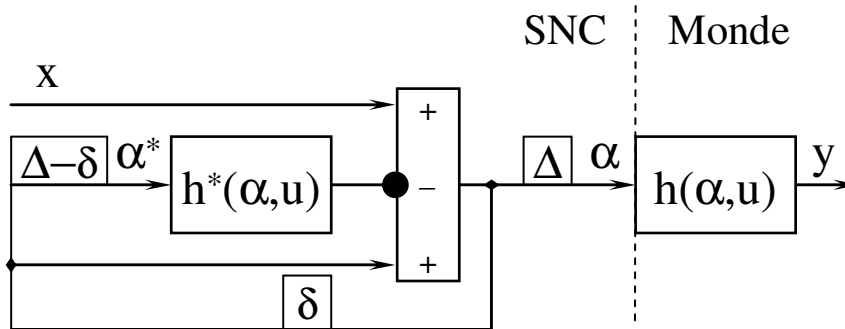 SNC Monde
x
+
Δ−δ α* h*(α,u) − Δ α h(α,u) y
+
δ